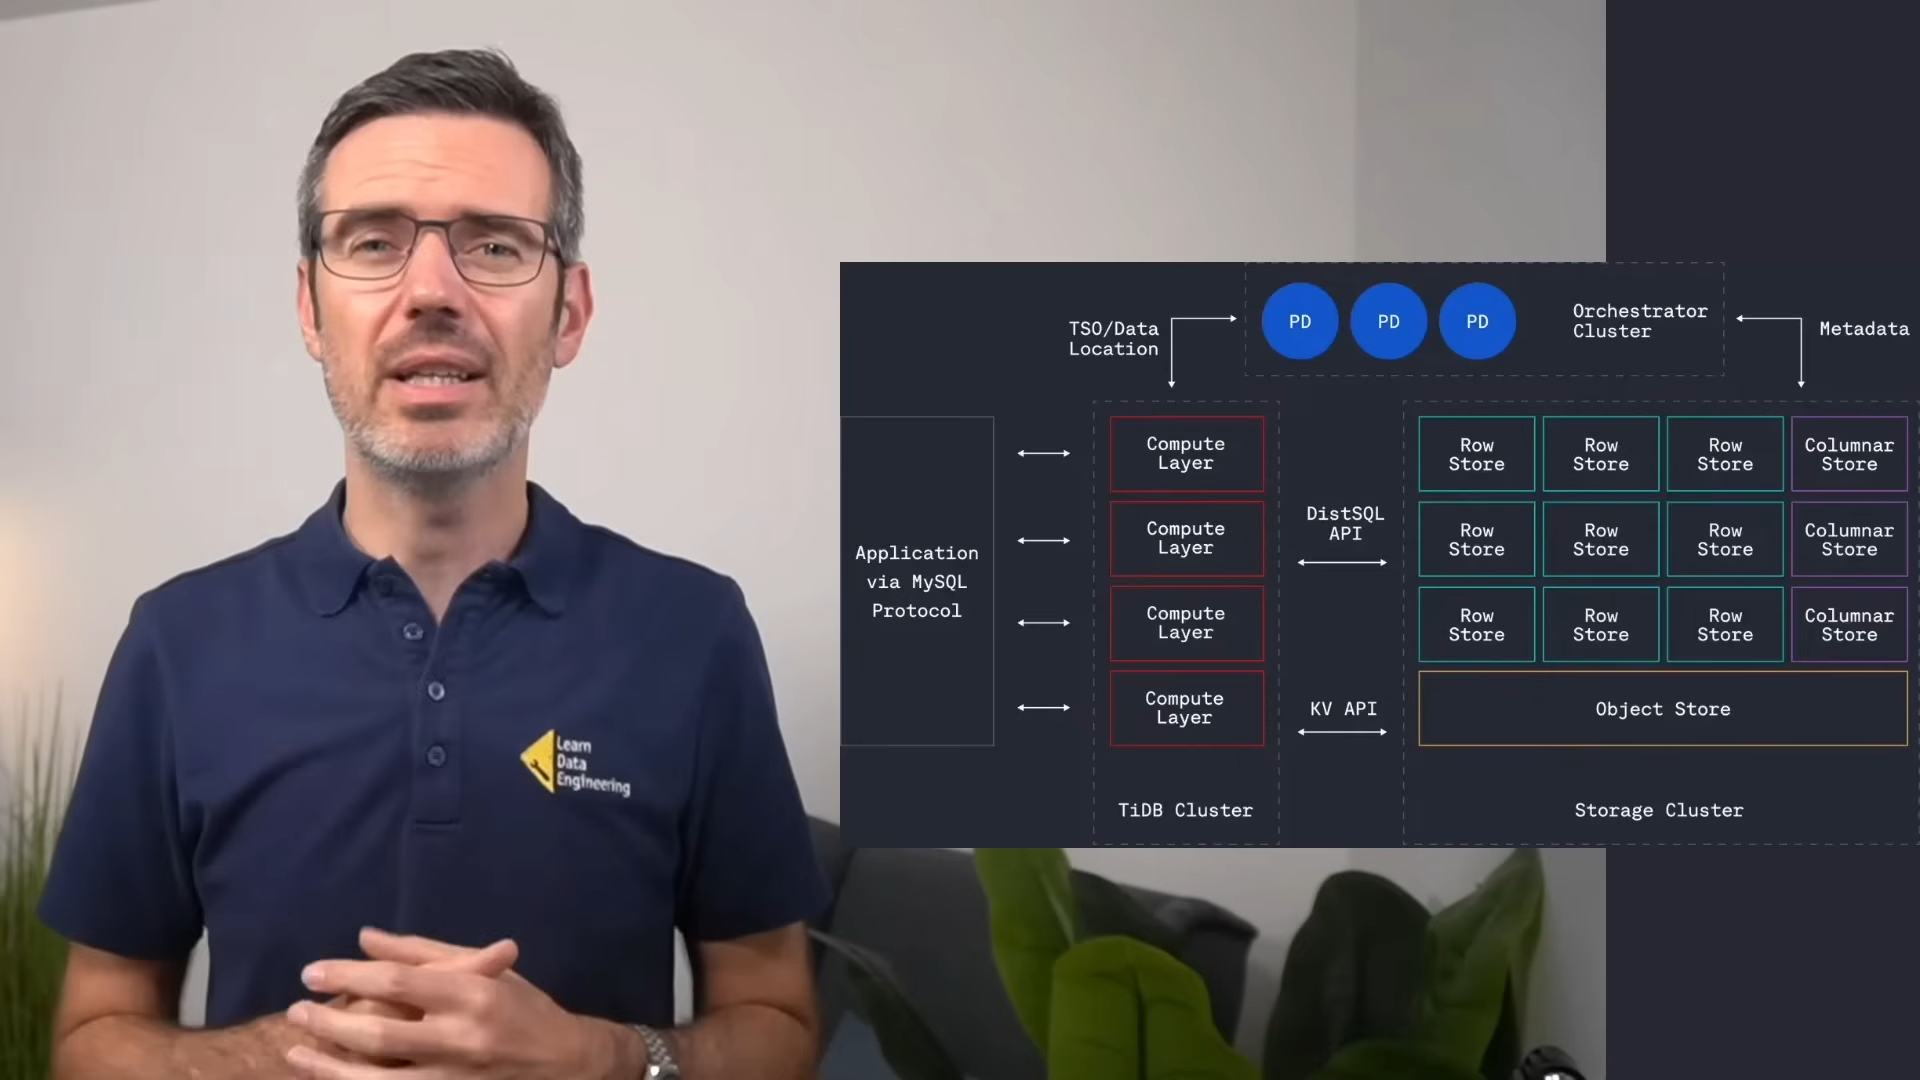 Learn
Data
Engineering
TSO/Data
Location
PD
PD
PD
Orchestrator
Cluster
Metadata
Application
via MySQL
Protocol
Compute
Layer
Compute
Layer
Compute
Layer
Compute
Layer
TiDB Cluster
DistSQL
API
KV API
Row
Store
Row
Store
Row
Store
Columnar
Store
Row
Store
Row
Store
Row
Store
Columnar
Store
Row
Store
Row
Store
Row
Store
Columnar
Store
Object Store
Storage Cluster